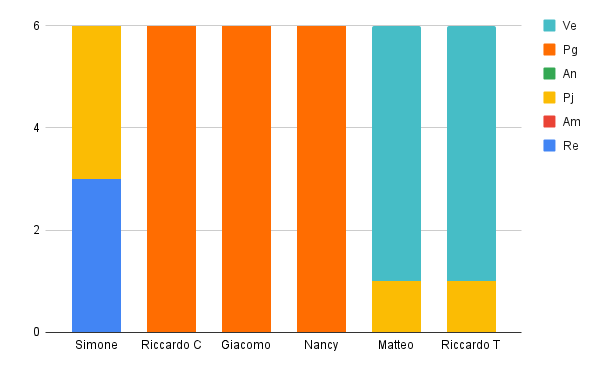 6
4
2
0
Simone Riccardo C Giacomo Nancy Matteo Riccardo T
Ve
Pg
An
Pj
Am
Re